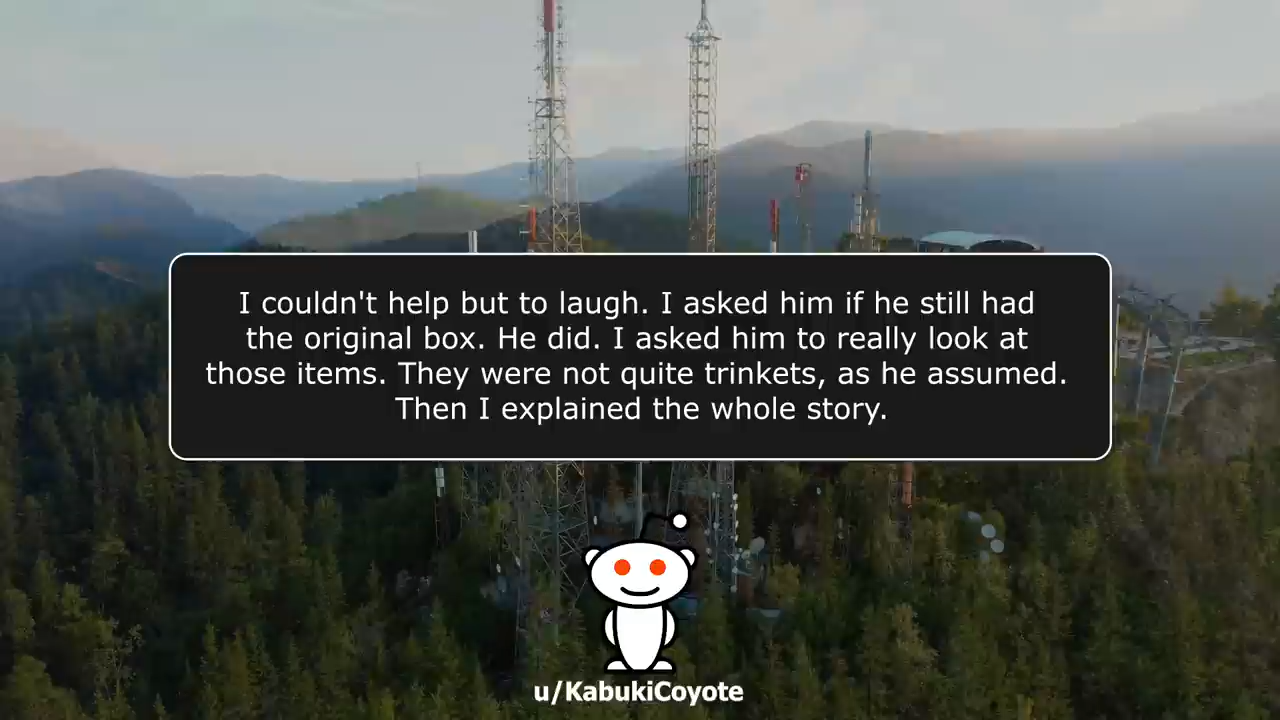 I couldn't help but to laugh. I asked him if he still had
the original box. He did. I asked him to really look at
those items. They were not quite trinkets, as he assumed.
Then I explained the whole story.
u/KabukiCoyote